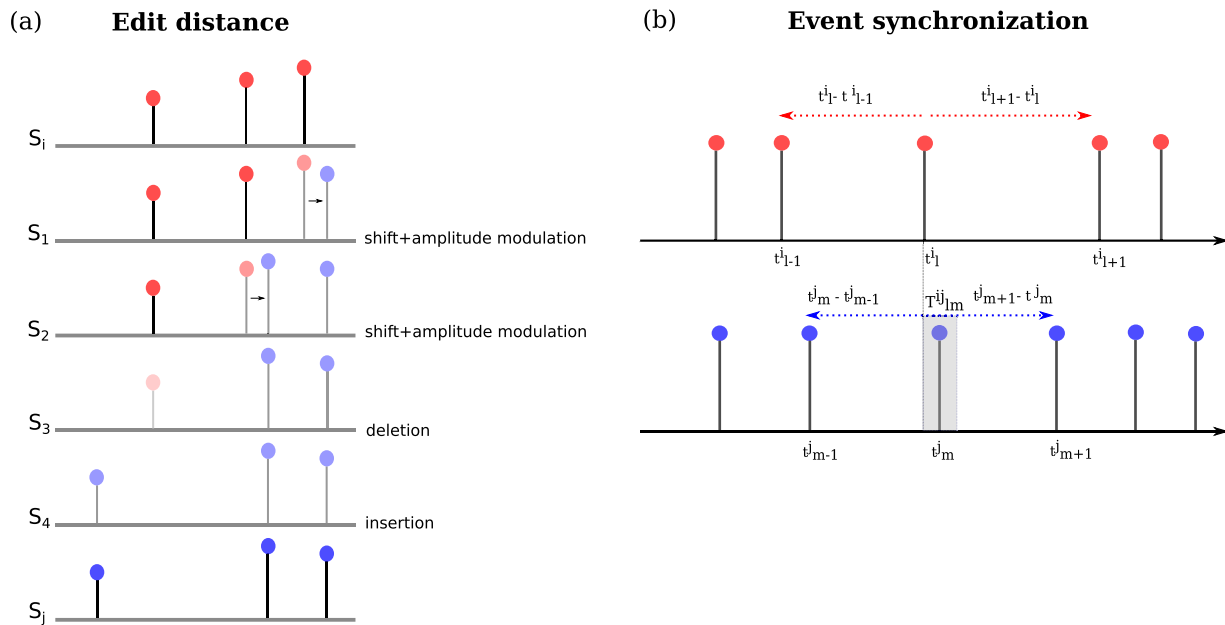 (a) Edit distance
S_i
S_1 shift+amplitude modulation
S_2 shift+amplitude modulation
S_3 deletion
S_4 insertion
S_j
(b) Event synchronization
t^i_l - t^i_{l-1} t^i_{l+1} - t^i_l
t^i_{l-1} t^i_l t^i_{l+1}
t^j_m - t^j_{m-1} T^{ij}_{lm} t^j_{m+1} - t^j_m
t^j_{m-1} t^j_m t^j_{m+1}